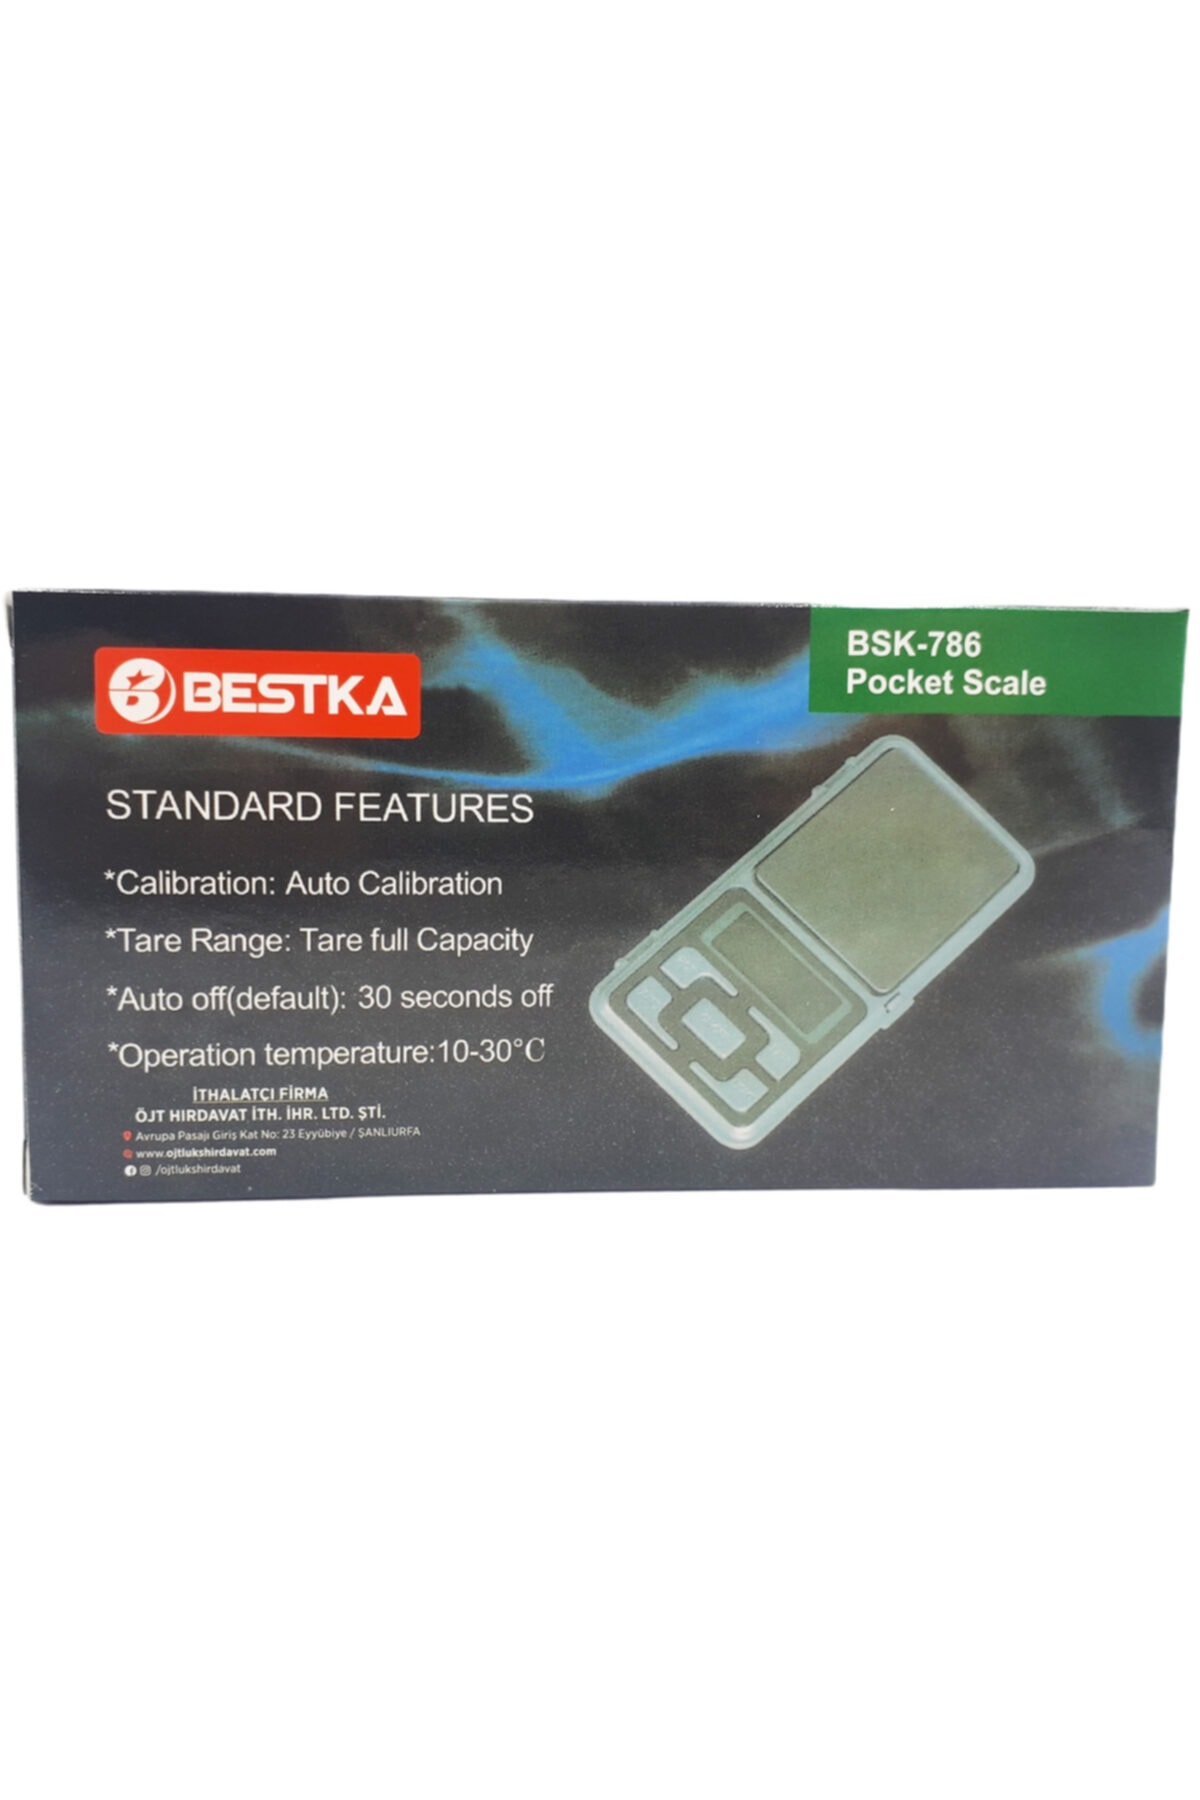 BESTKA
BSK-786
Pocket Scale
STANDARD FEATURES
*Calibration: Auto Calibration
*Tare Range: Tare full Capacity
*Auto off(default): 30 seconds off
*Operation temperature:10-30°C
İTHALATÇI FİRMA
ÖJT HIRDAVAT İTH. İHR. LTD. ŞTİ.
Avrupa Pasajı Giriş Kat No: 23 Eyyübiye / ŞANLIURFA
www.ojtlukshirdavat.com
/ojtlukshirdavat